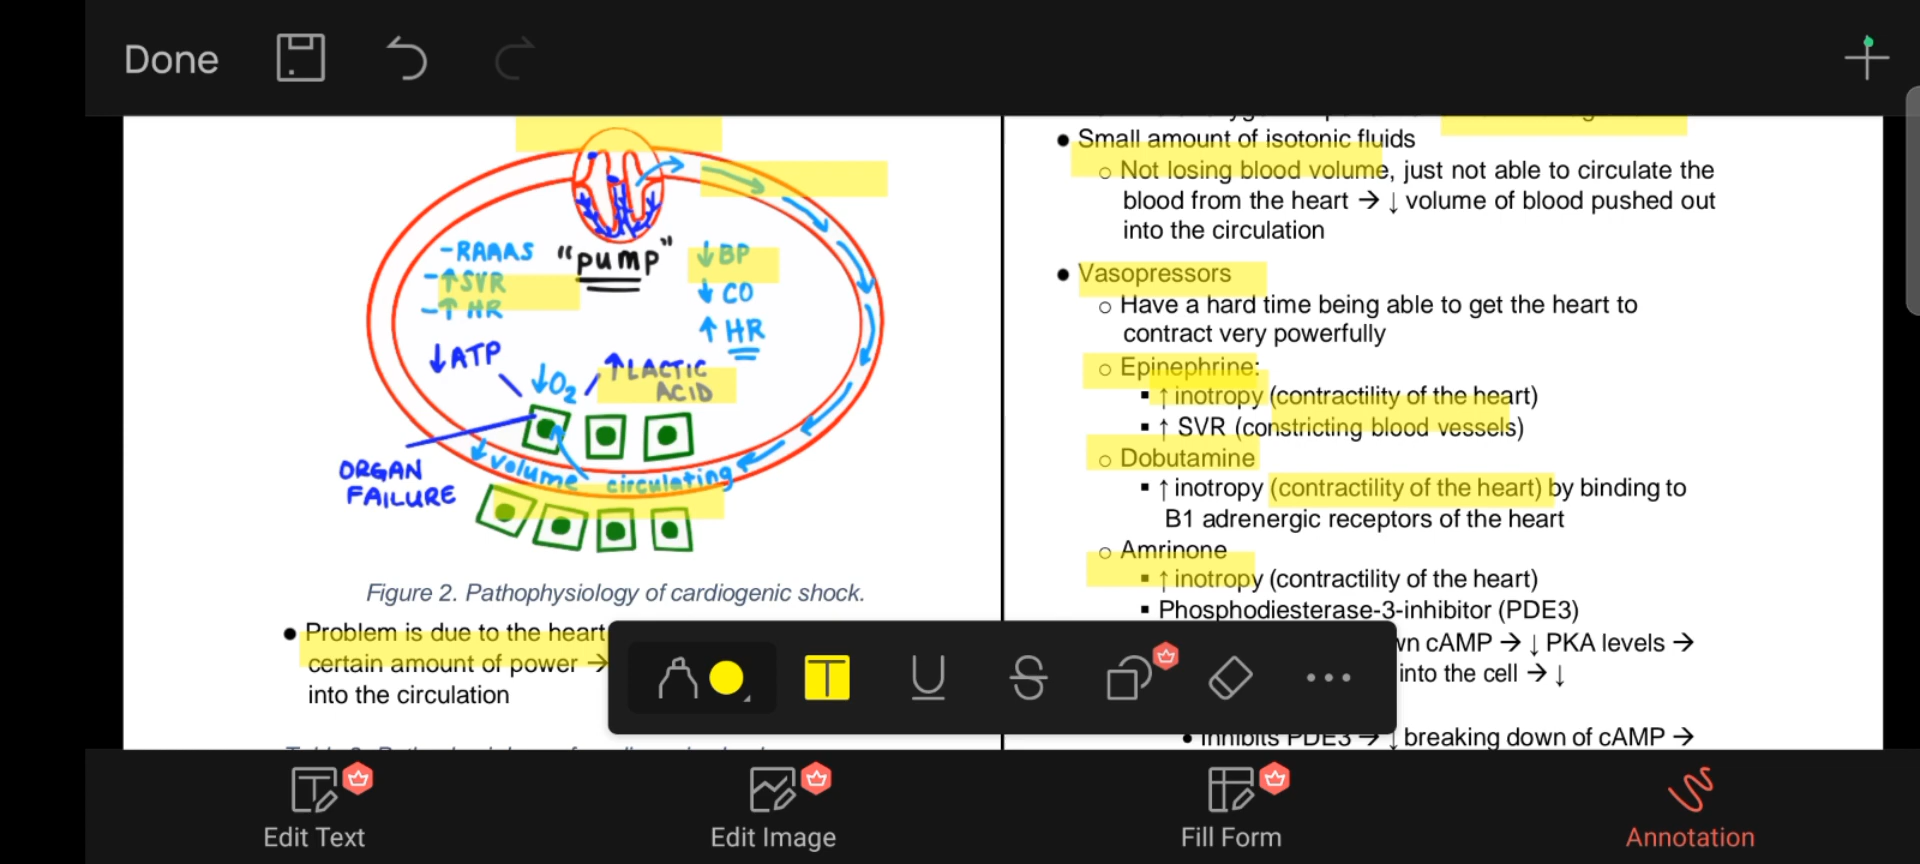 Done
-RAAAS
-↑SVR
-↑HR
"pump"
↓BP
↓CO
↑HR
↓ATP
↓O2
↑LACTIC
ACID
ORGAN
FAILURE
↓volume circulating
Figure 2. Pathophysiology of cardiogenic shock.
● Problem is due to the heart
certain amount of power →
into the circulation
● Small amount of isotonic fluids
○ Not losing blood volume, just not able to circulate the
blood from the heart → ↓ volume of blood pushed out
into the circulation
● Vasopressors
○ Have a hard time being able to get the heart to
contract very powerfully
○ Epinephrine:
▪ ↑ inotropy (contractility of the heart)
▪ ↑ SVR (constricting blood vessels)
○ Dobutamine
▪ ↑ inotropy (contractility of the heart) by binding to
B1 adrenergic receptors of the heart
○ Amrinone
▪ ↑ inotropy (contractility of the heart)
▪ Phosphodiesterase-3-inhibitor (PDE3)
cAMP → ↓ PKA levels →
into the cell → ↓
● Inhibits PDE3 → ↓ breaking down of cAMP →
T
U
S
Edit Text
Edit Image
Fill Form
Annotation